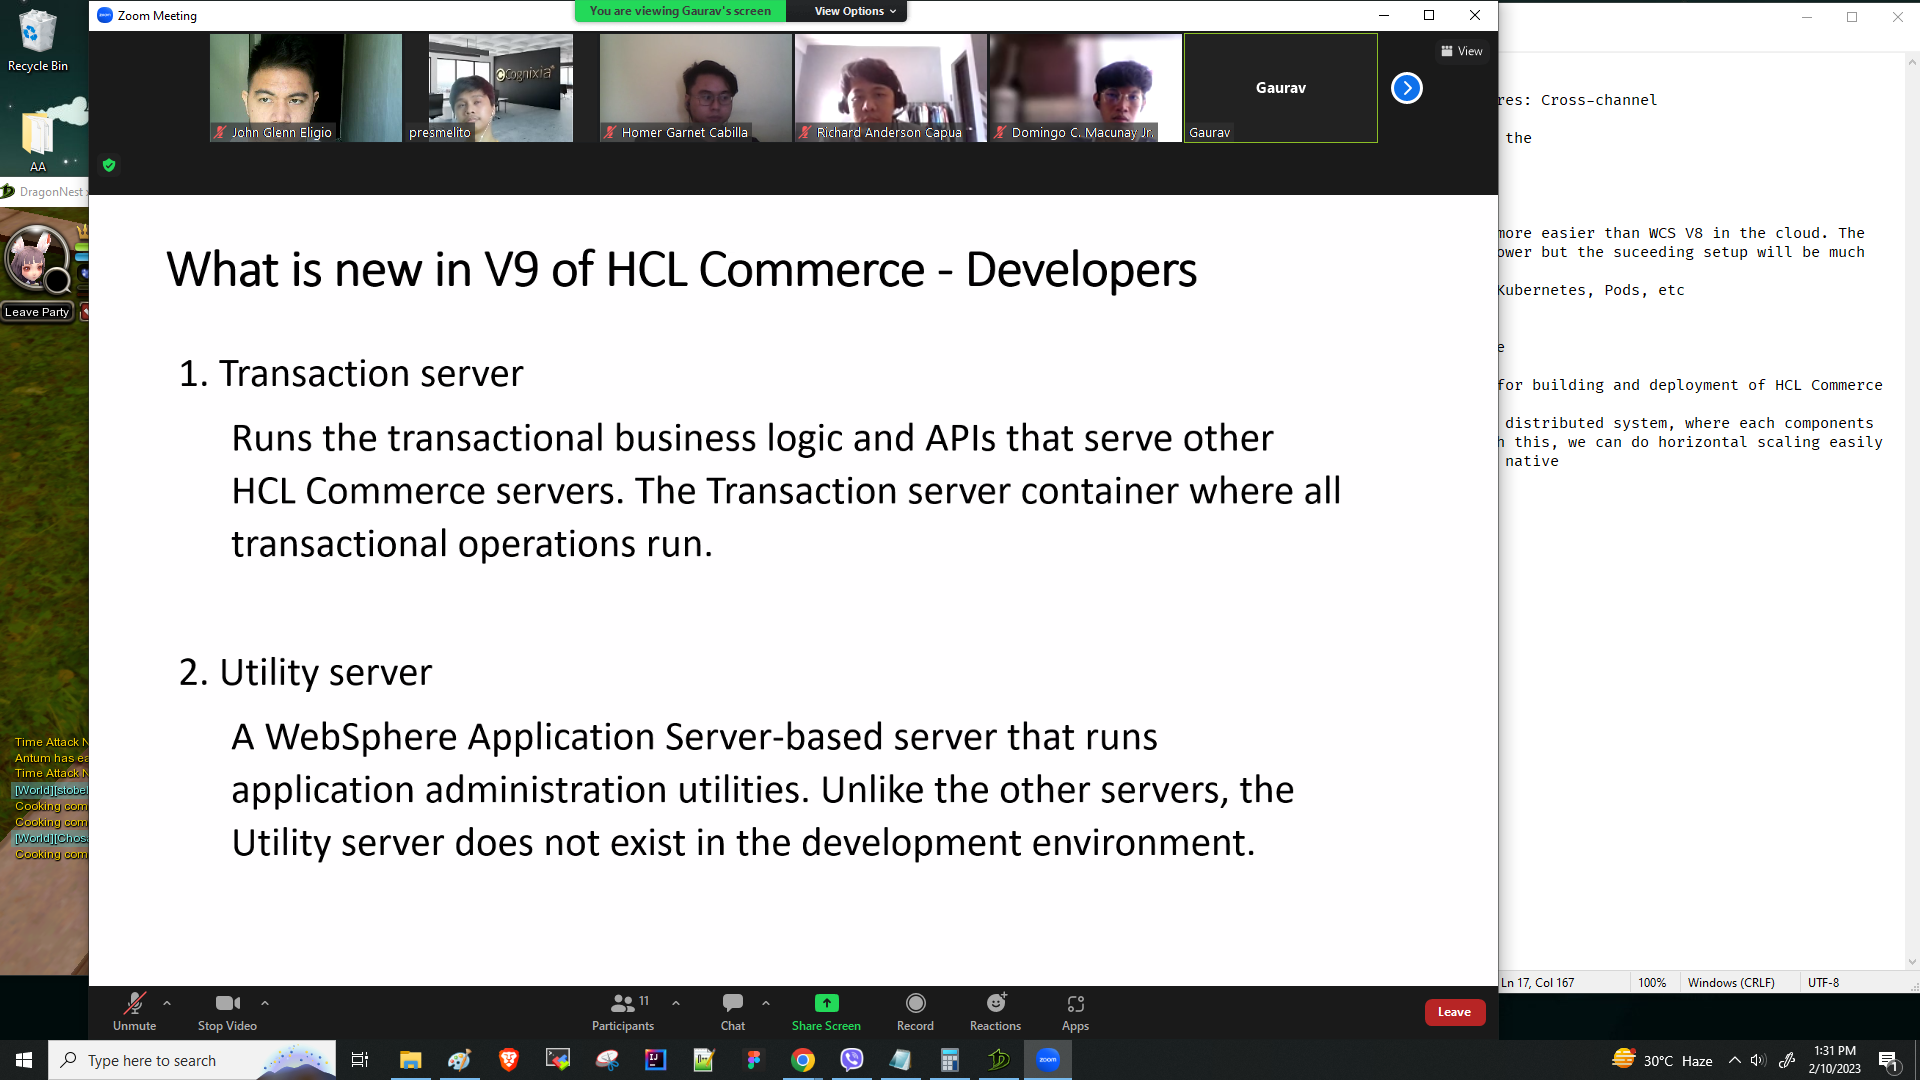 Recycle Bin
AA
DragonNest
Leave Party
Time Attack N
Antum has ea
Time Attack N
[World][stobel
Cooking com
Cooking com
[World][Ghos
Cooking com
Zoom Meeting
You are viewing Gaurav's screen
View Options
View
John Glenn Eligio
Cognixia
presmelito
Homer Garnet Cabilla
Richard Anderson Capua
Domingo C. Macunay Jr.
Gaurav
Gaurav
What is new in V9 of HCL Commerce - Developers
1. Transaction server
Runs the transactional business logic and APIs that serve other
HCL Commerce servers. The Transaction server container where all
transactional operations run.
2. Utility server
A WebSphere Application Server-based server that runs
application administration utilities. Unlike the other servers, the
Utility server does not exist in the development environment.
res: Cross-channel
the
more easier than WCS V8 in the cloud. The
ower but the suceeding setup will be much
Kubernetes, Pods, etc
e
for building and deployment of HCL Commerce
distributed system, where each components
h this, we can do horizontal scaling easily
native
Ln 17, Col 167
100%
Windows (CRLF)
UTF-8
Unmute
Stop Video
11
Participants
Chat
Share Screen
Record
Reactions
Apps
Leave
Type here to search
zoom
30°C Haze
1:31 PM
2/10/2023
1